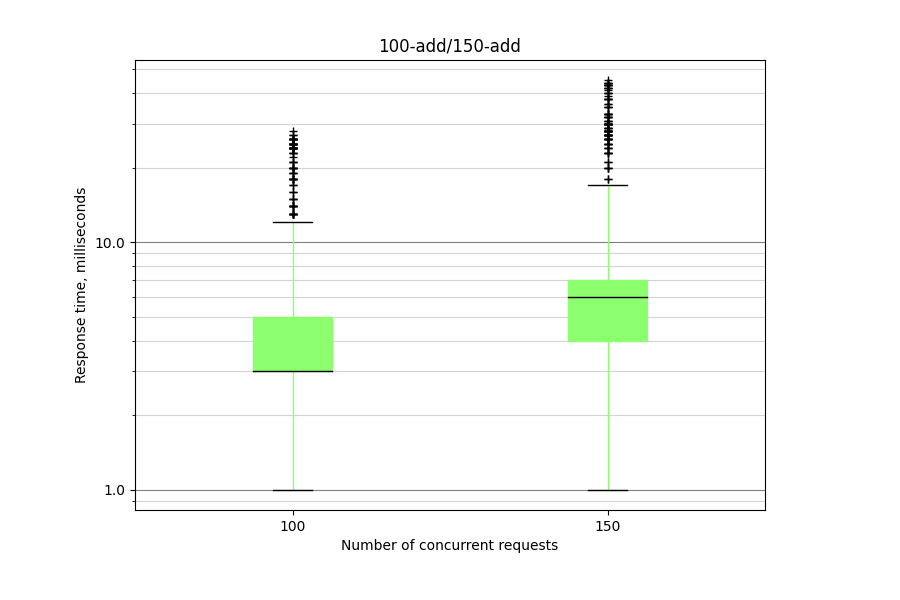 100-add/150-add
Response time, milliseconds
10.0
1.0
100
150
Number of concurrent requests